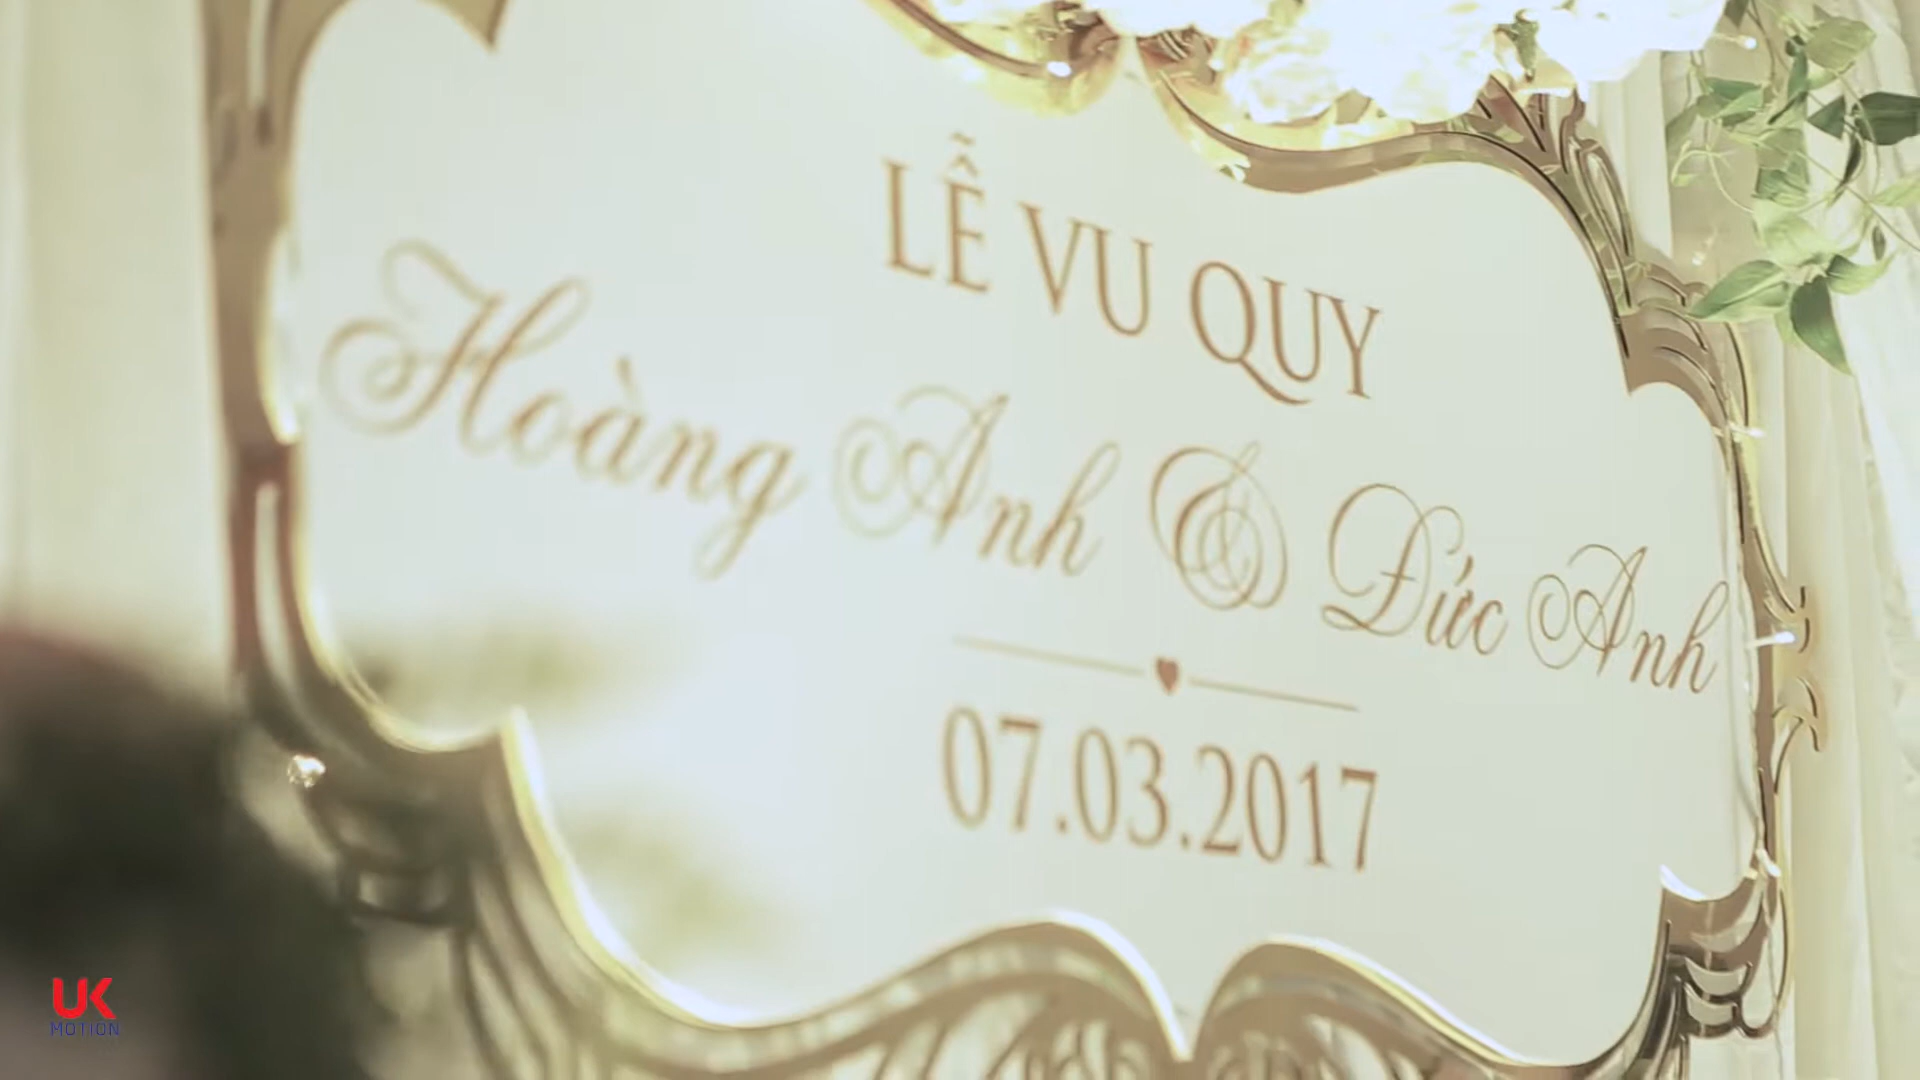 LỄ VU QUY
Hoàng Anh & Đức Anh
07.03.2017
UK
MOTION